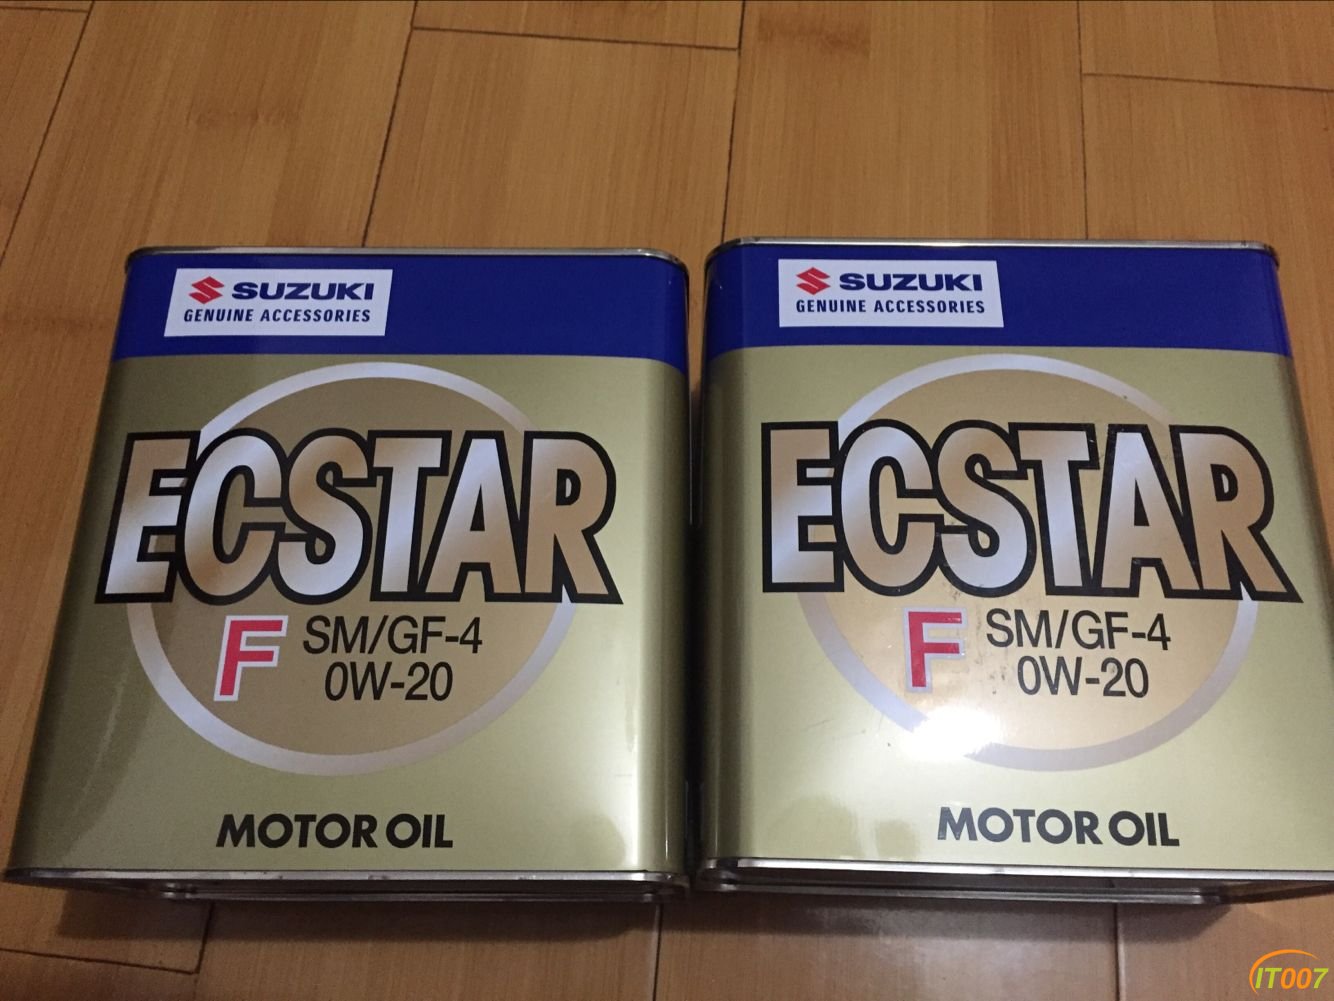 SUZUKI
GENUINE ACCESSORIES
ECSTAR
F SM/GF-4
0W-20
MOTOR OIL
SUZUKI
GENUINE ACCESSORIES
ECSTAR
F SM/GF-4
0W-20
MOTOR OIL
IT007